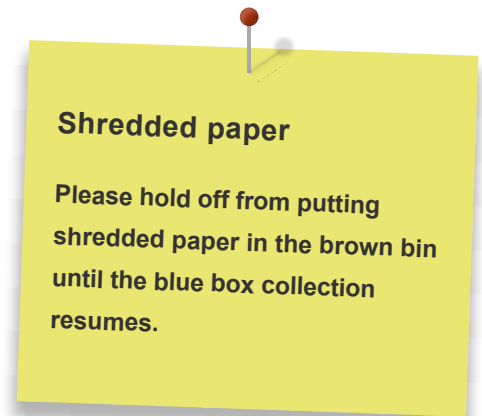 Shredded paper
Please hold off from putting
shredded paper in the brown bin
until the blue box collection
resumes.